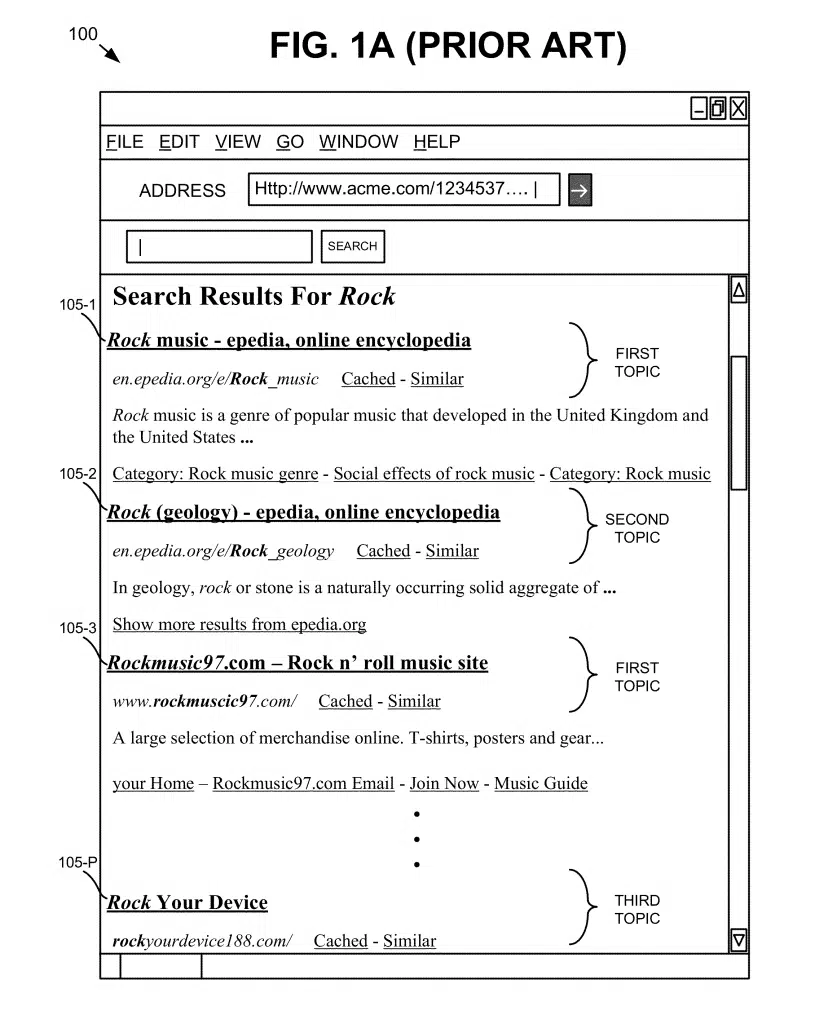 100
FIG. 1A (PRIOR ART)
FILE EDIT VIEW GO WINDOW HELP
ADDRESS Http://www.acme.com/1234537.... |
SEARCH
Search Results For Rock
105-1
Rock music - epedia, online encyclopedia
FIRST
TOPIC
en.epedia.org/e/Rock_music Cached - Similar
Rock music is a genre of popular music that developed in the United Kingdom and
the United States ...
105-2
Category: Rock music genre - Social effects of rock music - Category: Rock music
Rock (geology) - epedia, online encyclopedia
SECOND
TOPIC
en.epedia.org/e/Rock_geology Cached - Similar
In geology, rock or stone is a naturally occurring solid aggregate of ...
105-3
Show more results from epedia.org
Rockmusic97.com – Rock n’ roll music site
FIRST
TOPIC
www.rockmuscic97.com/ Cached - Similar
A large selection of merchandise online. T-shirts, posters and gear...
your Home – Rockmusic97.com Email - Join Now - Music Guide
105-P
Rock Your Device
THIRD
TOPIC
rockyourdevice188.com/ Cached - Similar